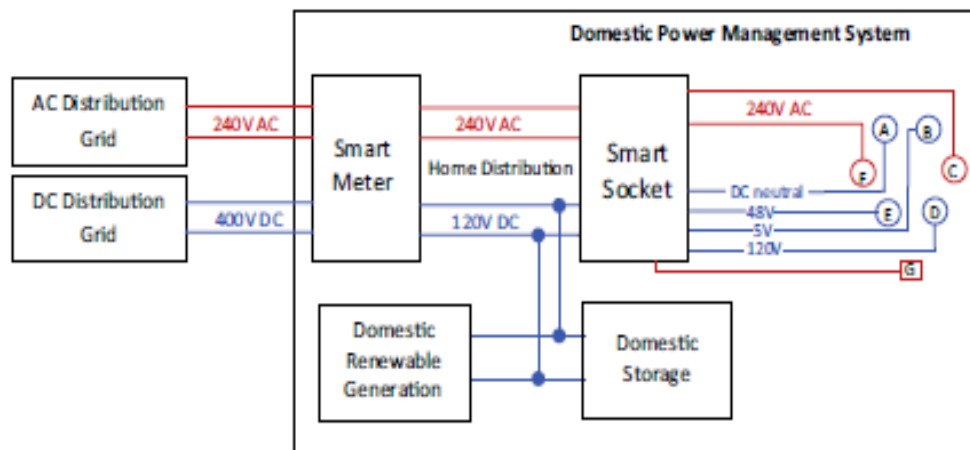 Domestic Power Management System
AC Distribution
Grid
240V AC
Smart
Meter
240V AC
Home Distribution
Smart
Socket
240V AC
A
B
F
C
DC Distribution
Grid
400V DC
120V DC
DC neutral
48V
E
D
5V
120V
G
Domestic
Renewable
Generation
Domestic
Storage